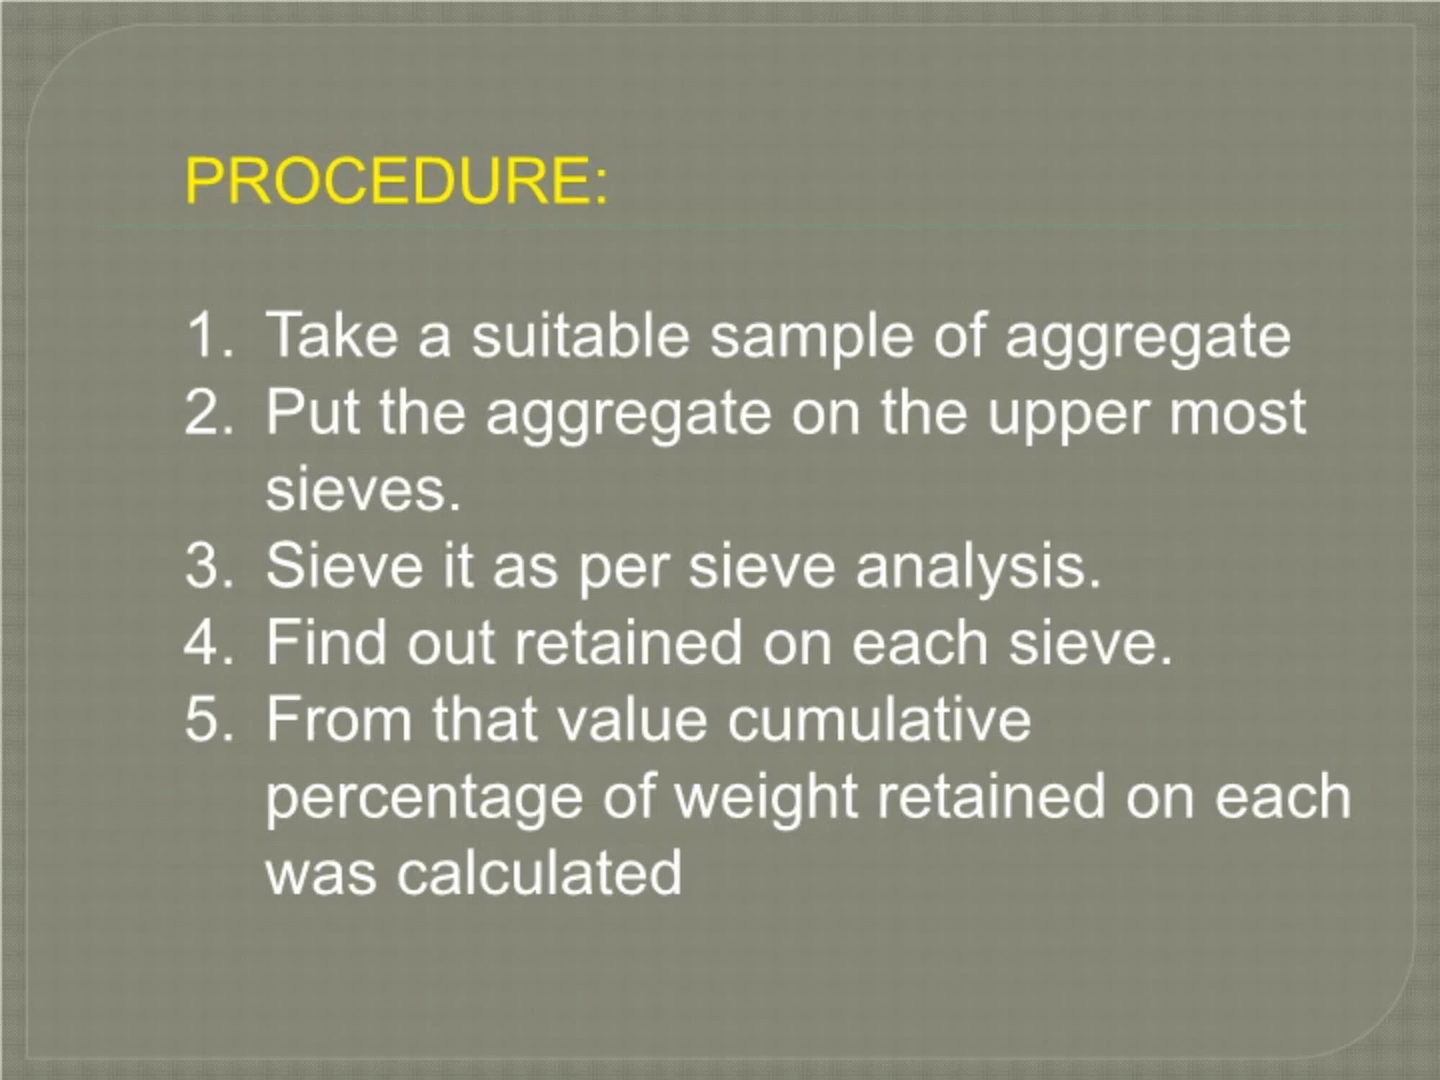 PROCEDURE:
1. Take a suitable sample of aggregate
2. Put the aggregate on the upper most
sieves.
3. Sieve it as per sieve analysis.
4. Find out retained on each sieve.
5. From that value cumulative
percentage of weight retained on each
was calculated